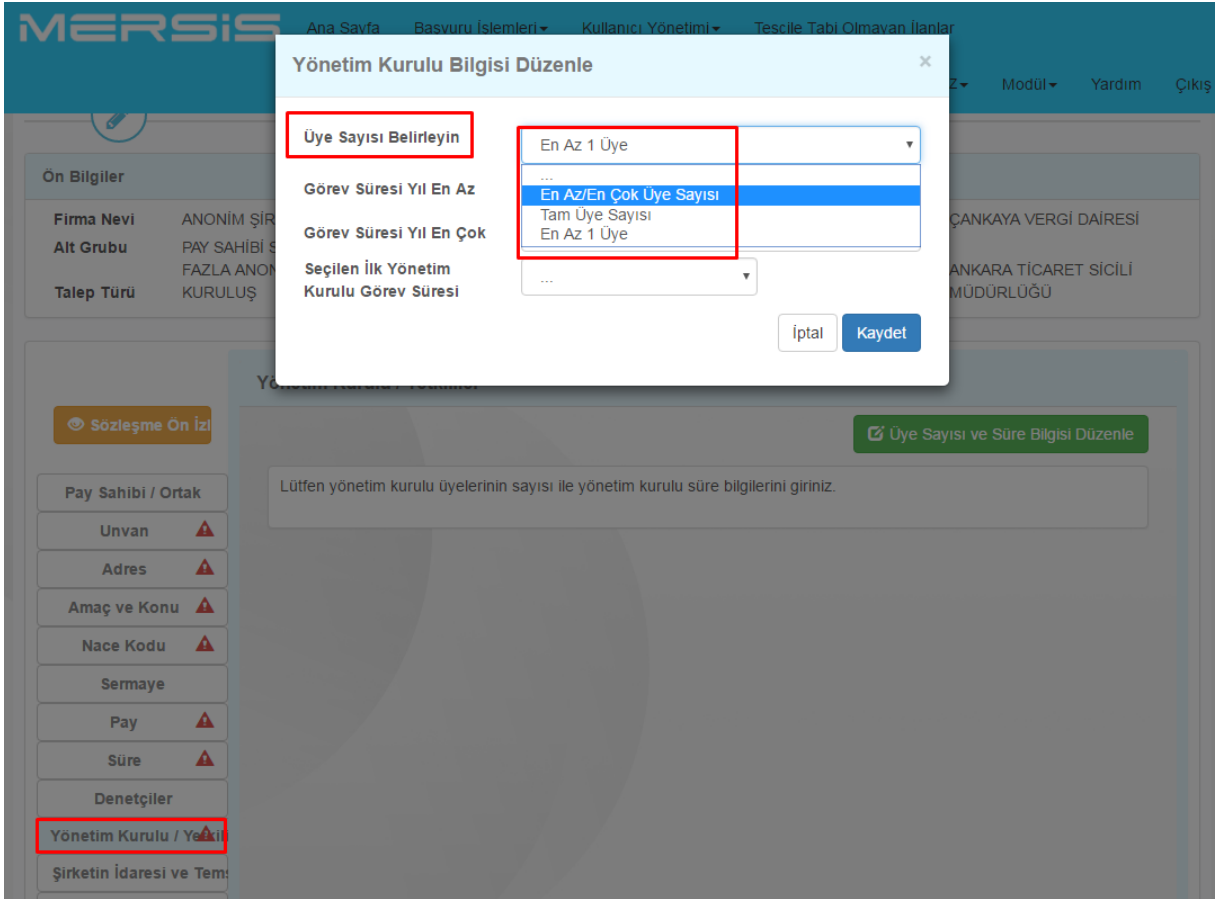 MERSİS
Ana Sayfa Başvuru İşlemleri Kullanıcı Yönetimi Tescile Tabi Olmayan İlanlar
Modül Yardım Çıkış
Yönetim Kurulu Bilgisi Düzenle ×
Üye Sayısı Belirleyin En Az 1 Üye
...
En Az/En Çok Üye Sayısı
Tam Üye Sayısı
En Az 1 Üye
Görev Süresi Yıl En Az
Görev Süresi Yıl En Çok
Seçilen İlk Yönetim
Kurulu Görev Süresi ...
İptal Kaydet
Ön Bilgiler
Firma Nevi ANONİM ŞİR ÇANKAYA VERGİ DAİRESİ
Alt Grubu PAY SAHİBİ S
FAZLA ANON ANKARA TİCARET SİCİLİ
Talep Türü KURULUŞ MÜDÜRLÜĞÜ
Sözleşme Ön İzl
Üye Sayısı ve Süre Bilgisi Düzenle
Lütfen yönetim kurulu üyelerinin sayısı ile yönetim kurulu süre bilgilerini giriniz.
Pay Sahibi / Ortak
Unvan
Adres
Amaç ve Konu
Nace Kodu
Sermaye
Pay
Süre
Denetçiler
Yönetim Kurulu / Yetkili
Şirketin İdaresi ve Tems